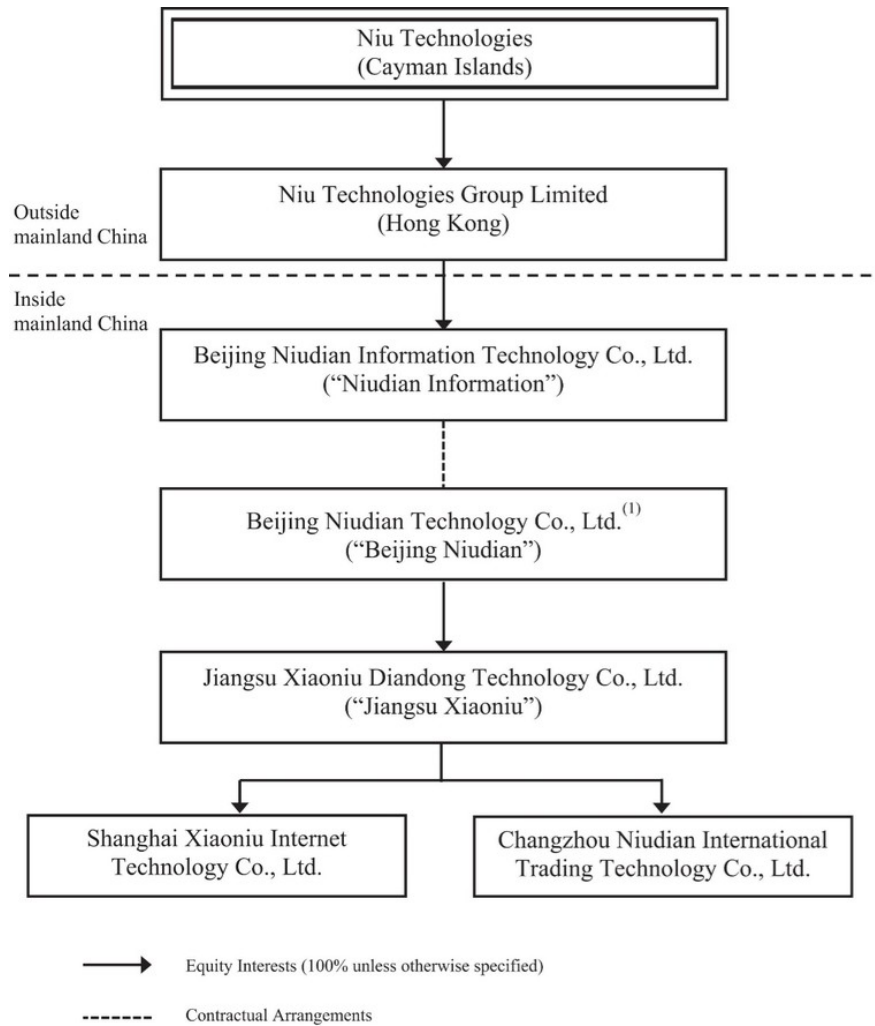 Niu Technologies
(Cayman Islands)
Niu Technologies Group Limited
(Hong Kong)
Outside
mainland China
Inside
mainland China
Beijing Niudian Information Technology Co., Ltd.
(“Niudian Information”)
Beijing Niudian Technology Co., Ltd.(1)
(“Beijing Niudian”)
Jiangsu Xiaoniu Diandong Technology Co., Ltd.
(“Jiangsu Xiaoniu”)
Shanghai Xiaoniu Internet
Technology Co., Ltd.
Changzhou Niudian International
Trading Technology Co., Ltd.
Equity Interests (100% unless otherwise specified)
Contractual Arrangements